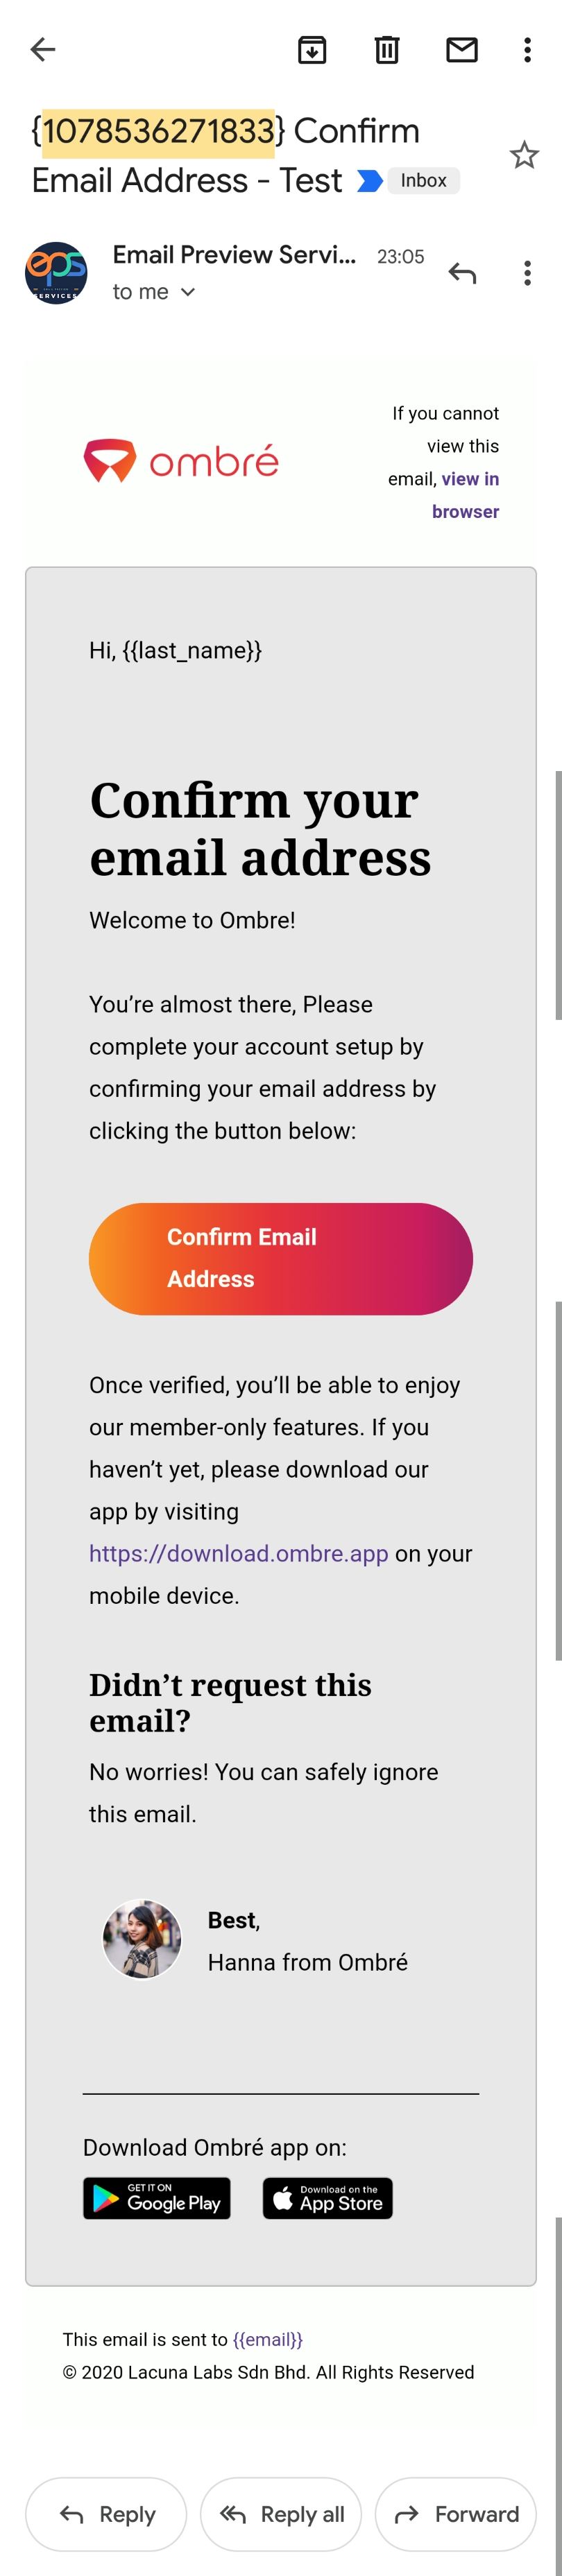 {1078536271833} Confirm
Email Address - Test Inbox
eps
SERVICES
Email Preview Servi... 23:05
to me
ombré
If you cannot
view this
email, view in
browser
Hi, {{last_name}}
Confirm your
email address
Welcome to Ombre!
You’re almost there, Please
complete your account setup by
confirming your email address by
clicking the button below:
Confirm Email
Address
Once verified, you’ll be able to enjoy
our member-only features. If you
haven’t yet, please download our
app by visiting
https://download.ombre.app on your
mobile device.
Didn’t request this
email?
No worries! You can safely ignore
this email.
Best,
Hanna from Ombré
Download Ombré app on:
GET IT ON
Google Play
Download on the
App Store
This email is sent to {{email}}
© 2020 Lacuna Labs Sdn Bhd. All Rights Reserved
Reply Reply all Forward